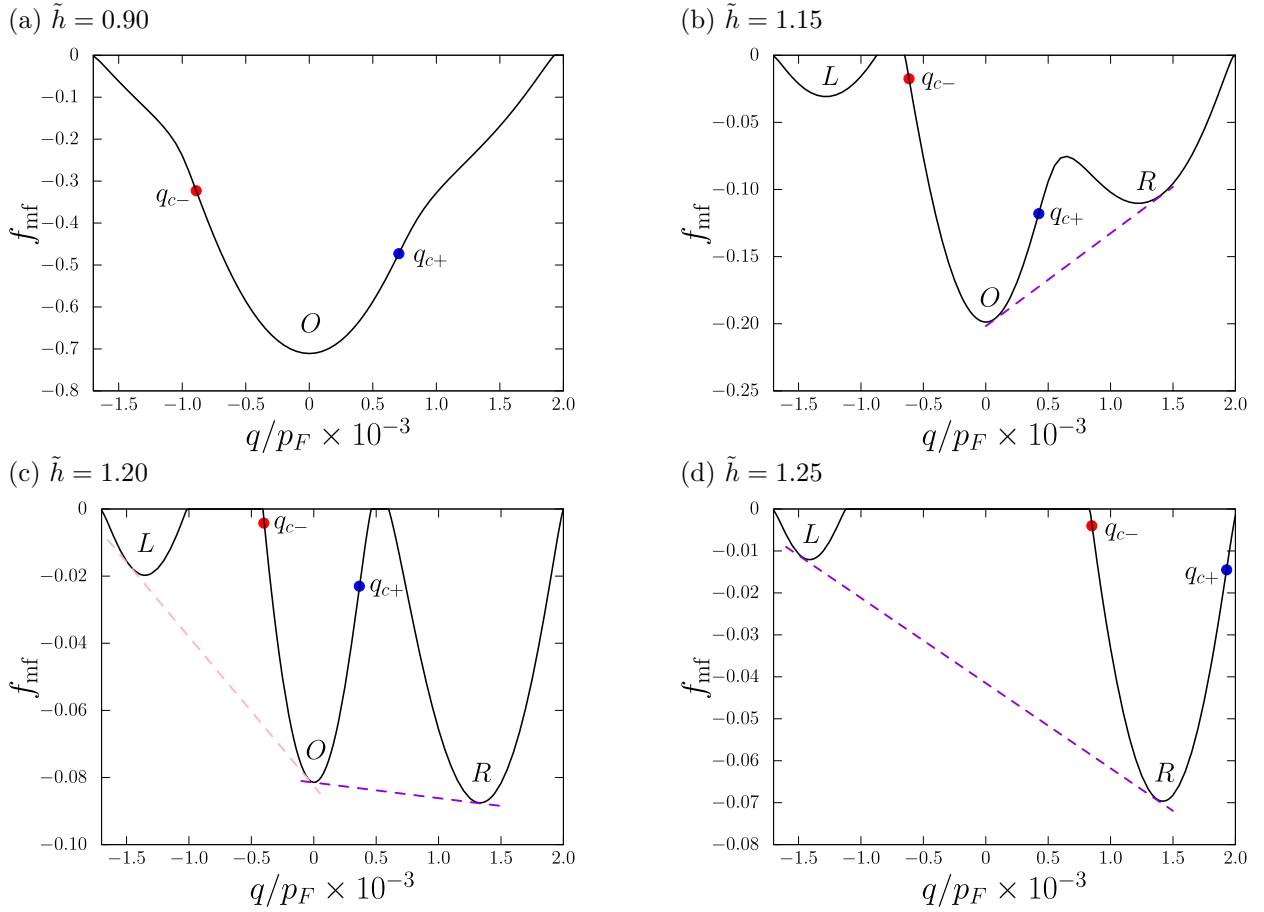 (a) h̃ = 0.90
0
−0.1
−0.2
−0.3
−0.4
−0.5
−0.6
−0.7
−0.8
f_mf
q_c−
q_c+
O
−1.5 −1.0 −0.5 0 0.5 1.0 1.5 2.0
q/p_F × 10^−3
(b) h̃ = 1.15
0
−0.05
−0.10
−0.15
−0.20
−0.25
f_mf
L
q_c−
R
q_c+
O
−1.5 −1.0 −0.5 0 0.5 1.0 1.5 2.0
q/p_F × 10^−3
(c) h̃ = 1.20
0
−0.02
−0.04
−0.06
−0.08
−0.10
f_mf
L
q_c−
q_c+
O
R
−1.5 −1.0 −0.5 0 0.5 1.0 1.5 2.0
q/p_F × 10^−3
(d) h̃ = 1.25
0
−0.01
−0.02
−0.03
−0.04
−0.05
−0.06
−0.07
−0.08
f_mf
L
q_c−
q_c+
R
−1.5 −1.0 −0.5 0 0.5 1.0 1.5 2.0
q/p_F × 10^−3